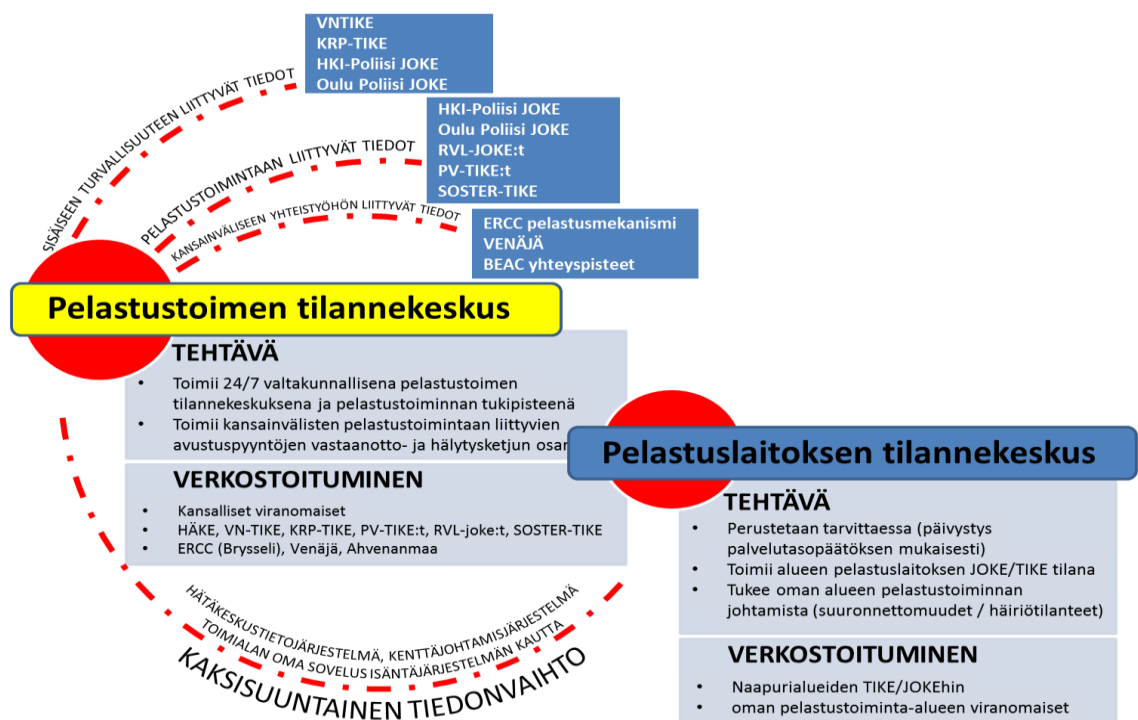 VNTIKE
KRP-TIKE
HKI-Poliisi JOKE
Oulu Poliisi JOKE
SISÄISEEN TURVALLISUUTEEN LIITTYVÄT TIEDOT
HKI-Poliisi JOKE
Oulu Poliisi JOKE
RVL-JOKE:t
PV-TIKE:t
SOSTER-TIKE
PELASTUSTOIMINTAAN LIITTYVÄT TIEDOT
ERCC pelastusmekanismi
VENÄJÄ
BEAC yhteyspisteet
KANSAINVÄLISEEN YHTEISTYÖHÖN LIITTYVÄT TIEDOT
Pelastustoimen tilannekeskus
TEHTÄVÄ
• Toimii 24/7 valtakunnallisena pelastustoimen
tilannekeskuksena ja pelastustoiminnan tukipisteenä
• Toimii kansainvälisten pelastustoimintaan liittyvien
avustuspyyntöjen vastaanotto- ja hälytysketjun osan
VERKOSTOITUMINEN
• Kansalliset viranomaiset
• HÄKE, VN-TIKE, KRP-TIKE, PV-TIKE:t, RVL-joke:t, SOSTER-TIKE
• ERCC (Brysseli), Venäjä, Ahvenanmaa
HÄTÄKESKUSTIETOJÄRJESTELMÄ, KENTTÄJOHTAMISJÄRJESTELMÄ
TOIMIALAN OMA SOVELUS ISÄNTÄJÄRJESTELMÄN KAUTTA
KAKSISUUNTAINEN TIEDONVAIHTO
Pelastuslaitoksen tilannekeskus
TEHTÄVÄ
• Perustetaan tarvittaessa (päivystys
palvelutasopäätöksen mukaisesti)
• Toimii alueen pelastuslaitoksen JOKE/TIKE tilana
• Tukee oman alueen pelastustoiminnan
johtamista (suuronnettomuudet / häiriötilanteet)
VERKOSTOITUMINEN
• Naapurialueiden TIKE/JOKEhin
• oman pelastustoiminta-alueen viranomaiset